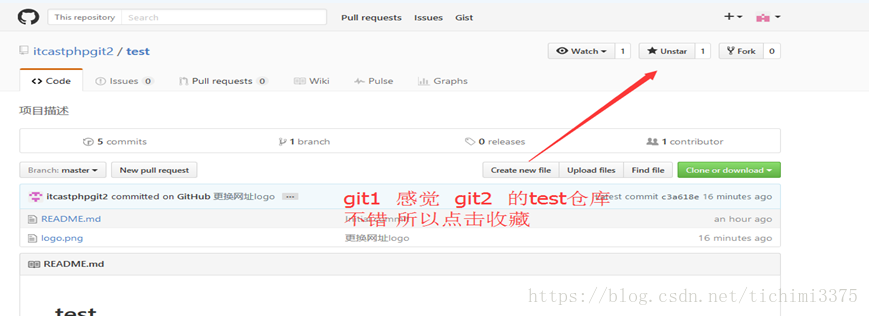 This repository Search Pull requests Issues Gist
itcastphpgit2 / test Watch 1 Unstar 1 Fork 0
Code Issues 0 Pull requests 0 Wiki Pulse Graphs
项目描述
5 commits 1 branch 0 releases 1 contributor
Branch: master New pull request Create new file Upload files Find file Clone or download
itcastphpgit2 committed on GitHub 更换网址logo ... Latest commit c3a618e 16 minutes ago
git1 感觉 git2 的test仓库
README.md an hour ago
不错 所以点击收藏
logo.png 更换网址logo 16 minutes ago
README.md
test
https://blog.csdn.net/tichimi3375